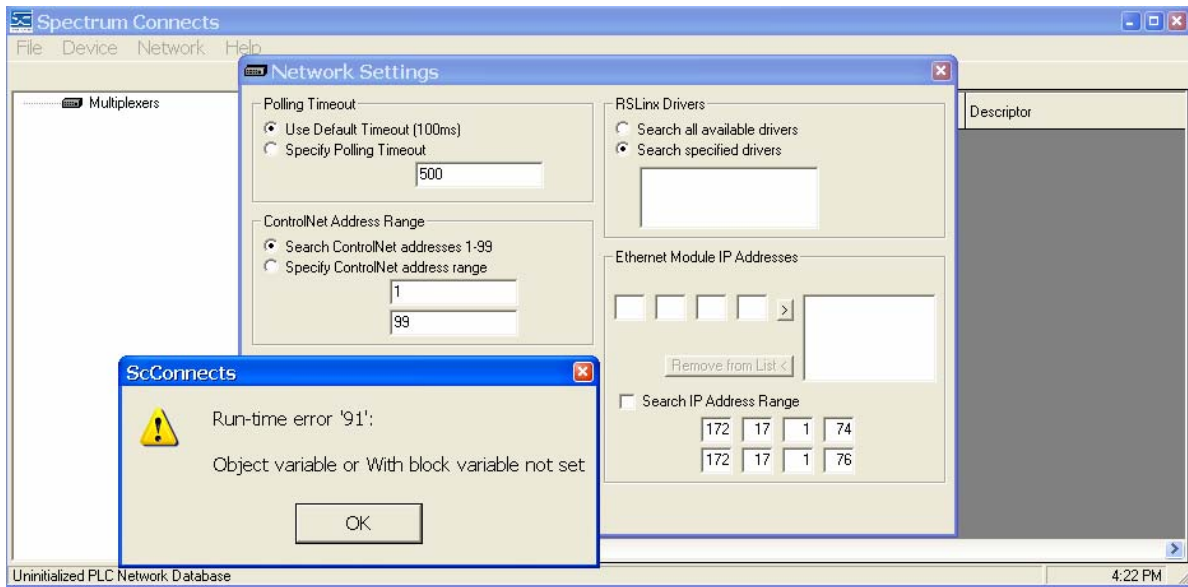 Spectrum Connects
File Device Network Help
Network Settings
Multiplexers
Descriptor
Polling Timeout
Use Default Timeout (100ms)
Specify Polling Timeout
500
ControlNet Address Range
Search ControlNet addresses 1-99
Specify ControlNet address range
1
99
RSLinx Drivers
Search all available drivers
Search specified drivers
Ethernet Module IP Addresses
>
Remove from List <
Search IP Address Range
172 17 1 74
172 17 1 76
ScConnects
Run-time error '91':
Object variable or With block variable not set
OK
Uninitialized PLC Network Database
4:22 PM